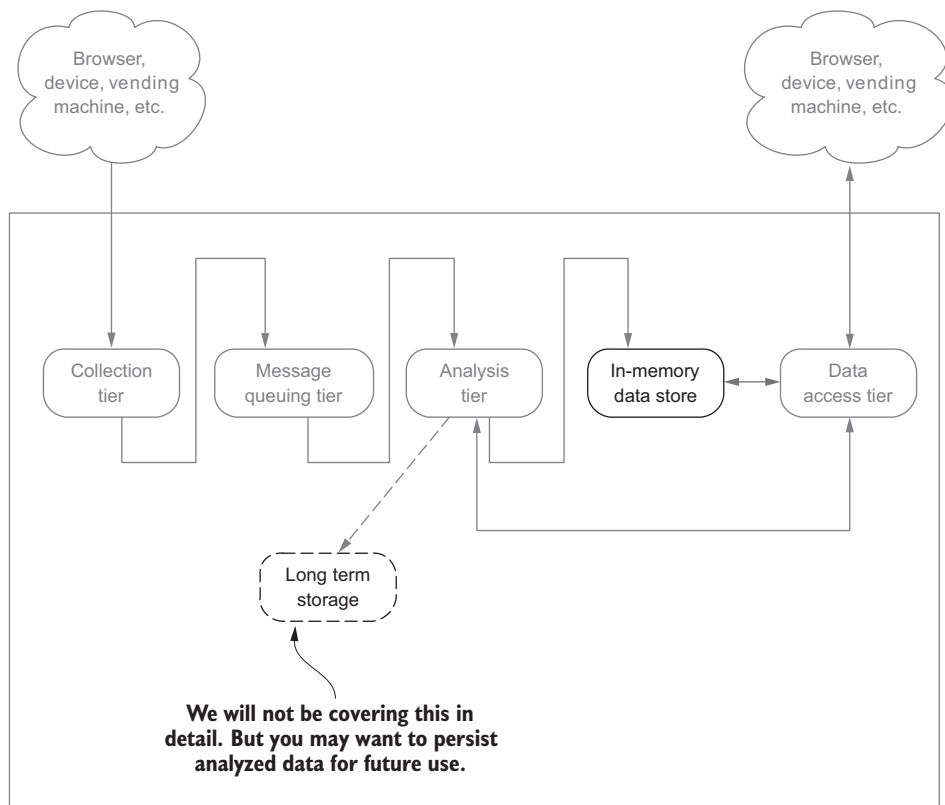 Browser,
device, vending
machine, etc.
Browser,
device, vending
machine, etc.
Collection
tier
Message
queuing tier
Analysis
tier
In-memory
data store
Data
access tier
Long term
storage
We will not be covering this in
detail. But you may want to persist
analyzed data for future use.